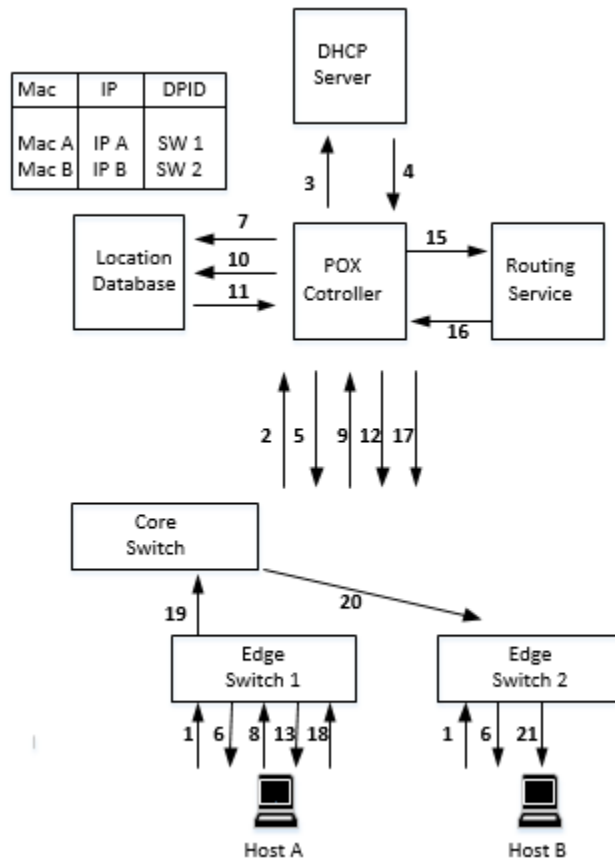 DHCP
Server
Mac IP DPID
Mac A IP A SW 1
Mac B IP B SW 2
3
4
7
10
11
15
16
Location
Database
POX
Cotroller
Routing
Service
2
5
9
12
17
Core
Switch
19
20
Edge
Switch 1
Edge
Switch 2
1
6
8
13
18
1
6
21
Host A
Host B